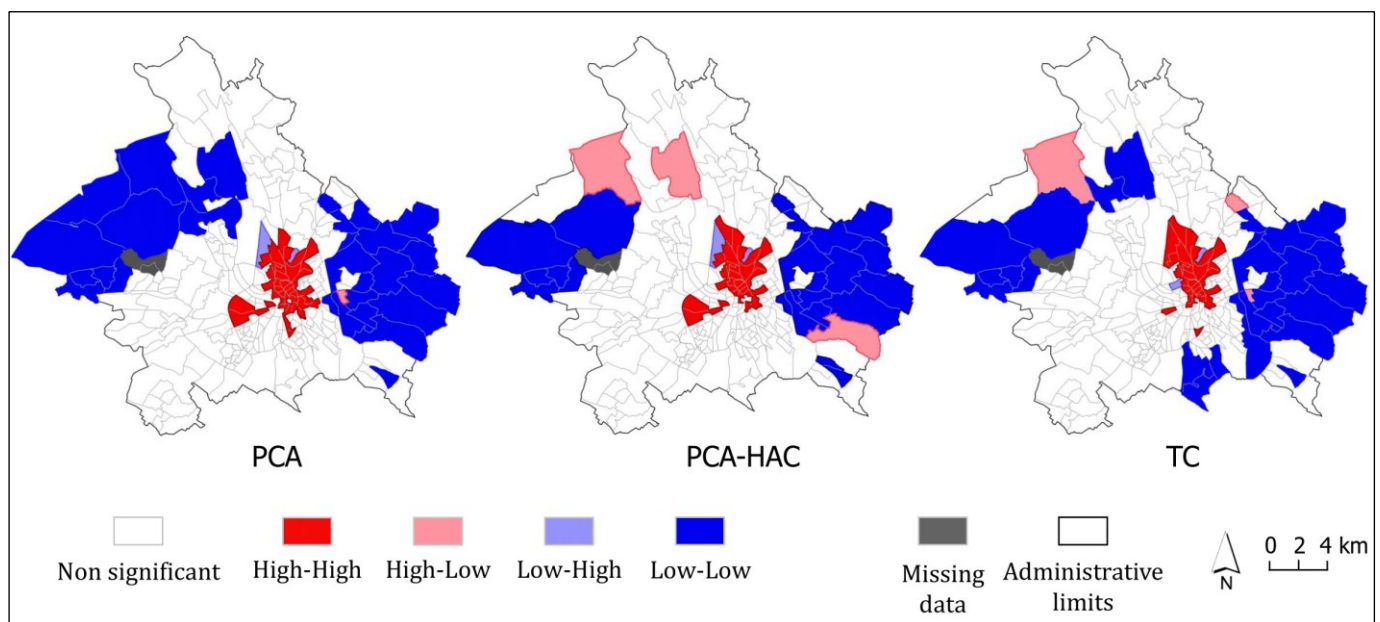 PCA
PCA-HAC
TC
Non significant
High-High
High-Low
Low-High
Low-Low
Missing
data
Administrative
limits
N
0 2 4 km